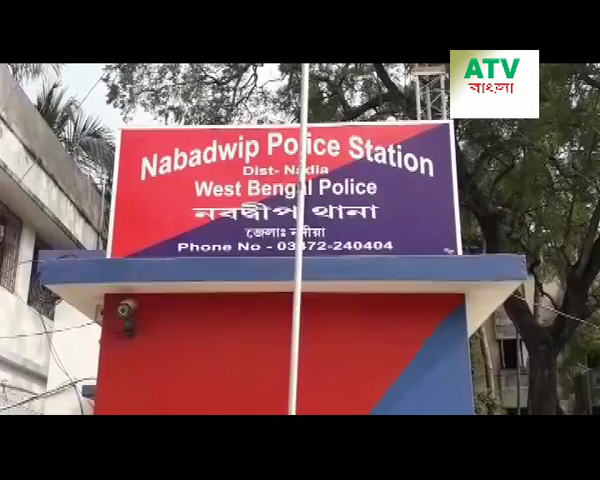 ATV
বাংলা
Nabadwip Police Station
Dist- Nadia
West Bengal Police
নবদ্বীপ থানা
জেলাঃ নদীয়া
Phone No - 03472-240404